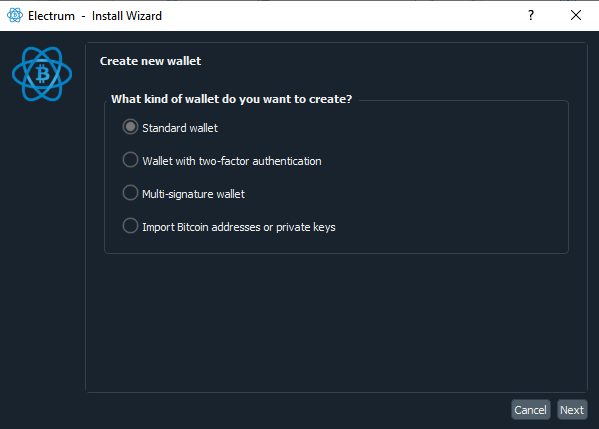 Electrum - Install Wizard
?
Create new wallet
What kind of wallet do you want to create?
Standard wallet
Wallet with two-factor authentication
Multi-signature wallet
Import Bitcoin addresses or private keys
Cancel Next